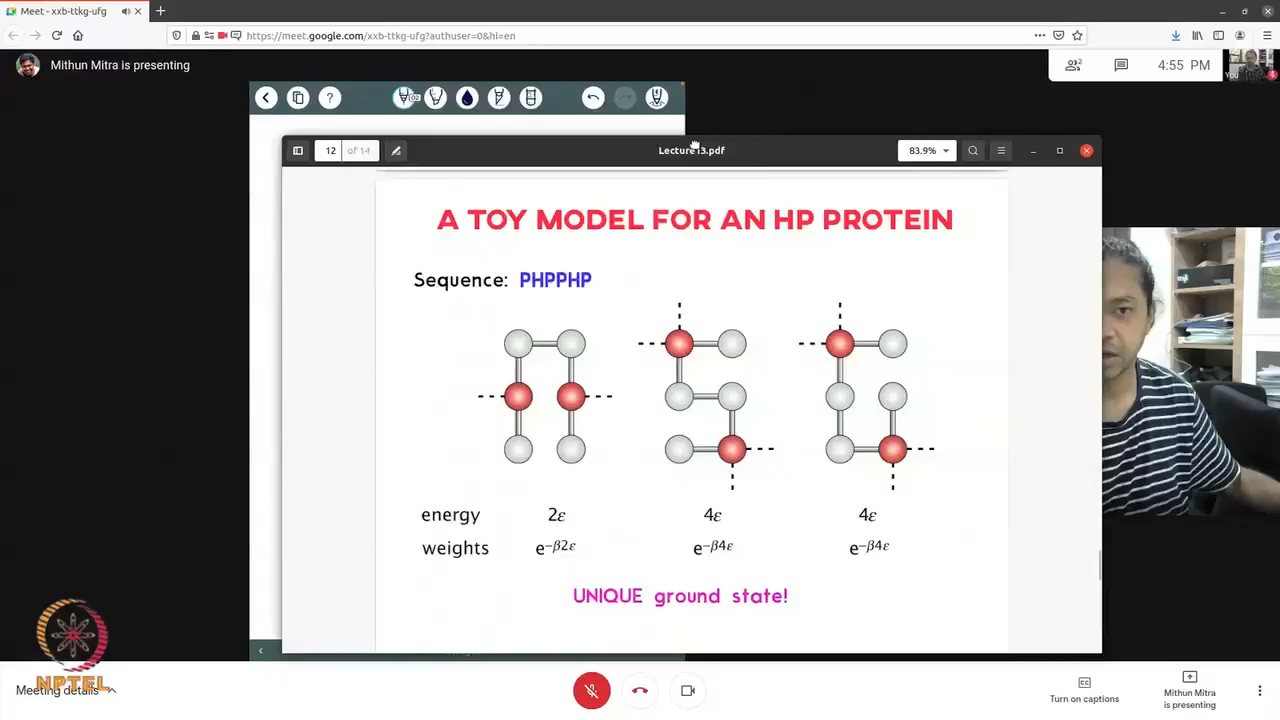 Meet - xxb-ttkg-ufg
https://meet.google.com/xxb-ttkg-ufg?authuser=0&hl=en
Mithun Mitra is presenting
2
4:55 PM
You
02
12 of 14
Lecture13.pdf
83.9%
A TOY MODEL FOR AN HP PROTEIN
Sequence: PHPPHP
energy 2ε 4ε 4ε
weights e^−β2ε e^−β4ε e^−β4ε
UNIQUE ground state!
NPTEL
Meeting details
Turn on captions
Mithun Mitra
is presenting